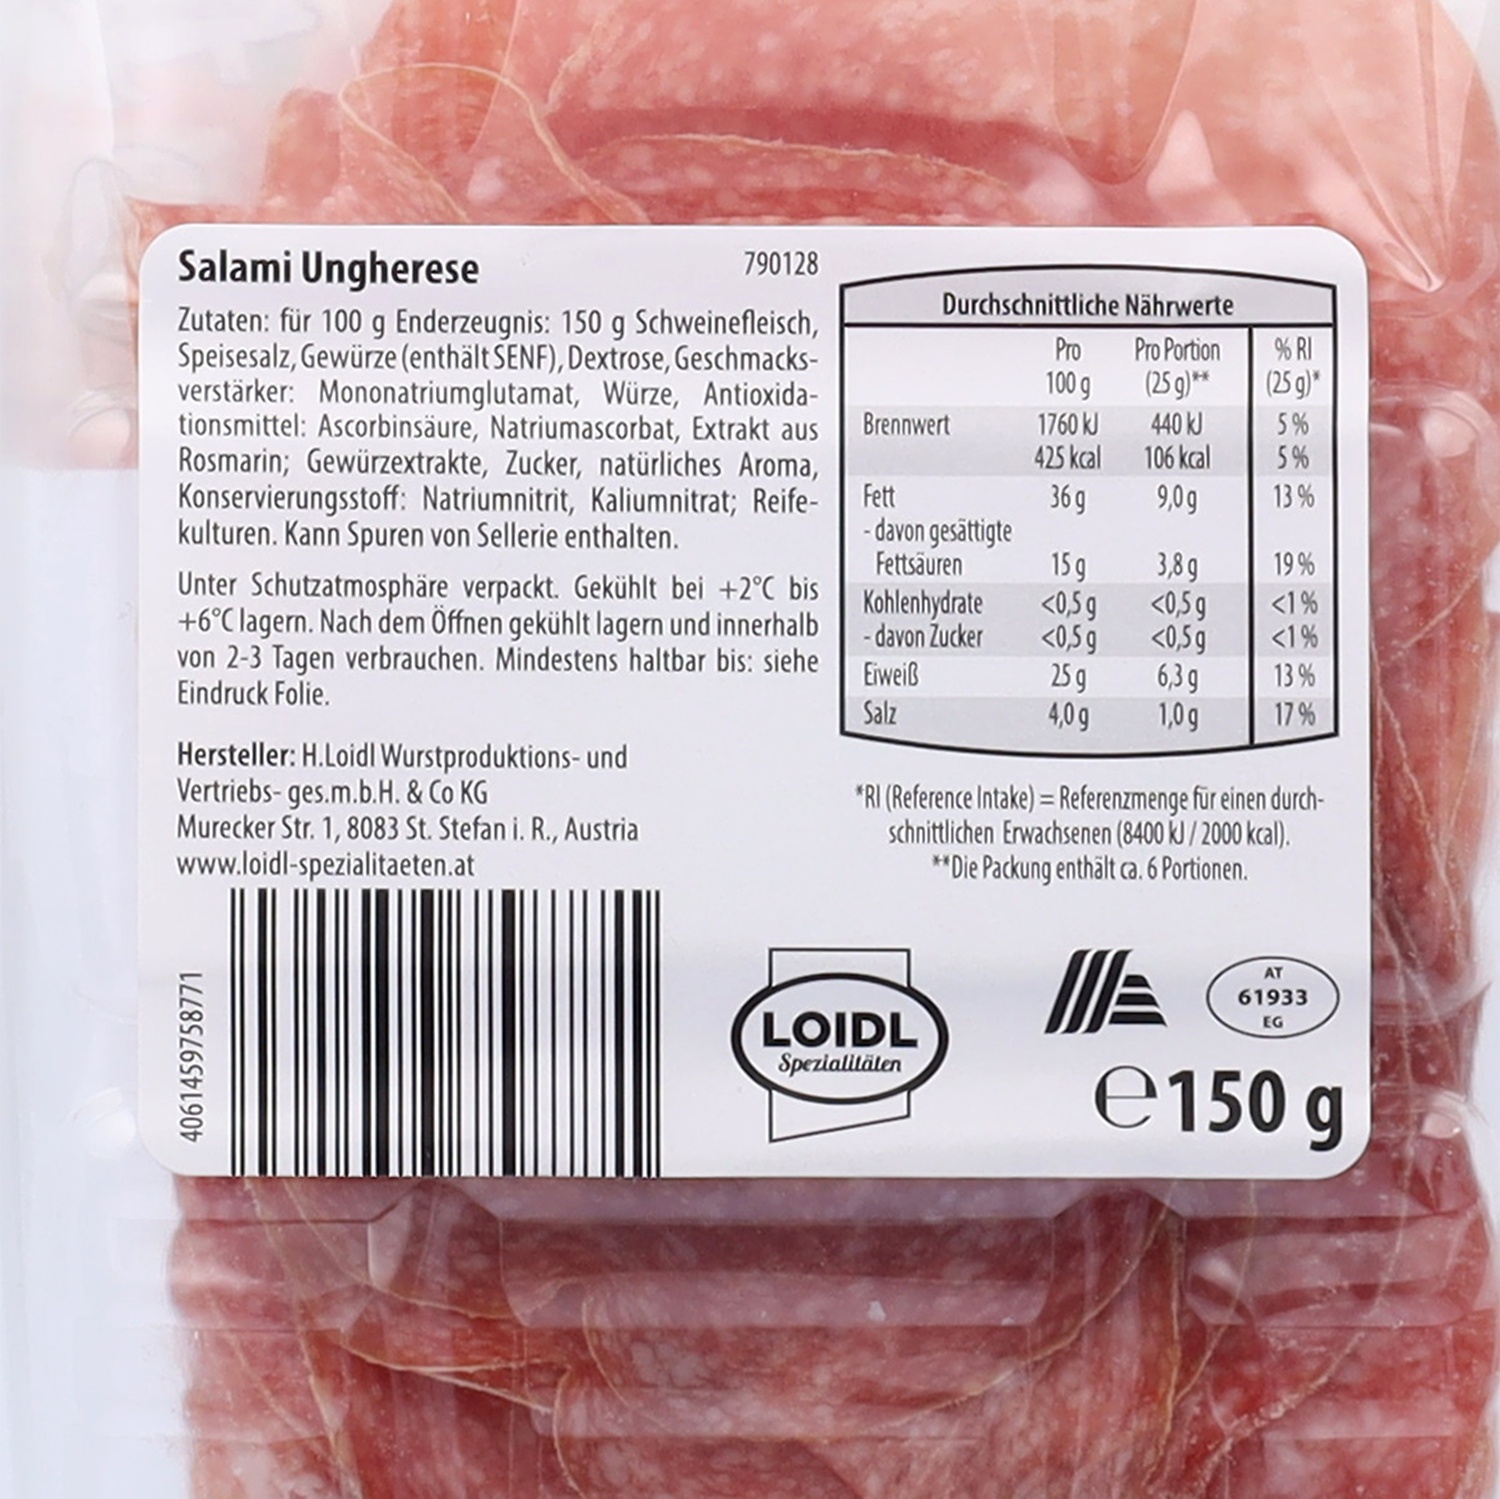 Salami Ungherese
790128
Zutaten: für 100 g Enderzeugnis: 150 g Schweinefleisch,
Speisesalz, Gewürze (enthält SENF), Dextrose, Geschmacks-
verstärker: Mononatriumglutamat, Würze, Antioxida-
tionsmittel: Ascorbinsäure, Natriumascorbat, Extrakt aus
Rosmarin; Gewürzextrakte, Zucker, natürliches Aroma,
Konservierungsstoff: Natriumnitrit, Kaliumnitrat; Reife-
kulturen. Kann Spuren von Sellerie enthalten.
Unter Schutzatmosphäre verpackt. Gekühlt bei +2°C bis
+6°C lagern. Nach dem Öffnen gekühlt lagern und innerhalb
von 2-3 Tagen verbrauchen. Mindestens haltbar bis: siehe
Eindruck Folie.
Hersteller: H.Loidl Wurstproduktions- und
Vertriebs- ges.m.b.H. & Co KG
Murecker Str. 1, 8083 St. Stefan i. R., Austria
www.loidl-spezialitaeten.at
4061459758771
Durchschnittliche Nährwerte
Pro Pro Portion % RI
100 g (25 g)** (25 g)*
Brennwert 1760 kJ 440 kJ 5 %
425 kcal 106 kcal 5 %
Fett 36 g 9,0 g 13 %
- davon gesättigte
Fettsäuren 15 g 3,8 g 19 %
Kohlenhydrate <0,5 g <0,5 g <1 %
- davon Zucker <0,5 g <0,5 g <1 %
Eiweiß 25 g 6,3 g 13 %
Salz 4,0 g 1,0 g 17 %
*RI (Reference Intake) = Referenzmenge für einen durch-
schnittlichen Erwachsenen (8400 kJ / 2000 kcal).
**Die Packung enthält ca. 6 Portionen.
LOIDL
Spezialitäten
AT
61933
EG
℮150 g